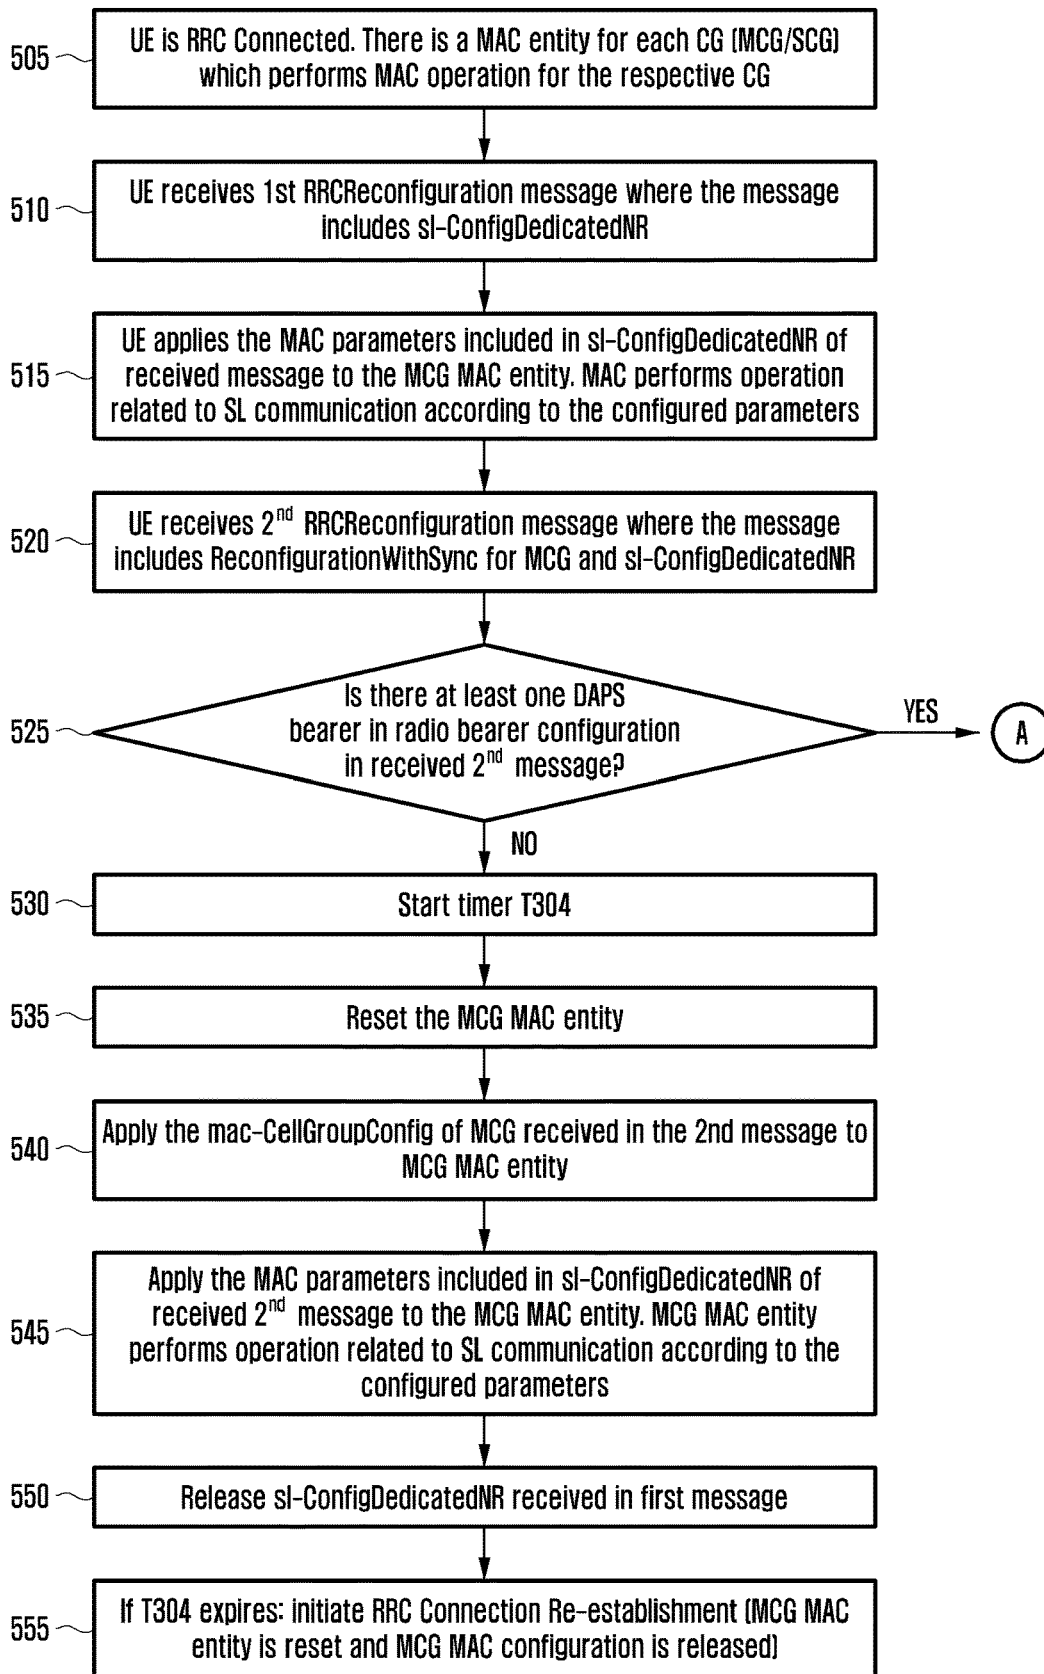 505
UE is RRC Connected. There is a MAC entity for each CG (MCG/SCG)
which performs MAC operation for the respective CG
510
UE receives 1st RRCReconfiguration message where the message
includes sl-ConfigDedicatedNR
515
UE applies the MAC parameters included in sl-ConfigDedicatedNR of
received message to the MCG MAC entity. MAC performs operation
related to SL communication according to the configured parameters
520
UE receives 2nd RRCReconfiguration message where the message
includes ReconfigurationWithSync for MCG and sl-ConfigDedicatedNR
525
Is there at least one DAPS
bearer in radio bearer configuration
in received 2nd message?
YES
A
NO
530
Start timer T304
535
Reset the MCG MAC entity
540
Apply the mac-CellGroupConfig of MCG received in the 2nd message to
MCG MAC entity
545
Apply the MAC parameters included in sl-ConfigDedicatedNR of
received 2nd message to the MCG MAC entity. MCG MAC entity
performs operation related to SL communication according to the
configured parameters
550
Release sl-ConfigDedicatedNR received in first message
555
If T304 expires: initiate RRC Connection Re-establishment (MCG MAC
entity is reset and MCG MAC configuration is released)